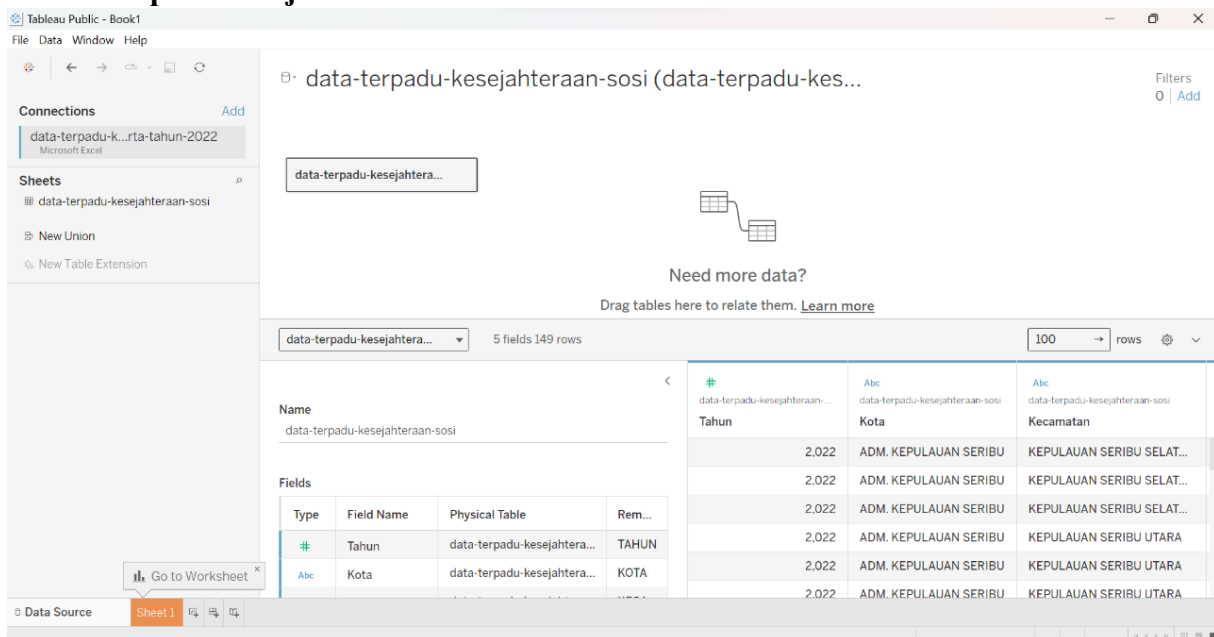 Tableau Public - Book1
File Data Window Help
data-terpadu-kesejahteraan-sosi (data-terpadu-kes...
Filters
0 | Add
Connections Add
data-terpadu-k...rta-tahun-2022
Microsoft Excel
Sheets
data-terpadu-kesejahteraan-sosi
New Union
New Table Extension
data-terpadu-kesejahtera...
Need more data?
Drag tables here to relate them. Learn more
data-terpadu-kesejahtera... 5 fields 149 rows 100 → rows
Name
data-terpadu-kesejahteraan-sosi
Fields
Type Field Name Physical Table Rem...
# Tahun data-terpadu-kesejahtera... TAHUN
Abc Kota data-terpadu-kesejahtera... KOTA
# Abc Abc
data-terpadu-kesejahteraan-... data-terpadu-kesejahteraan-sosi data-terpadu-kesejahteraan-sosi
Tahun Kota Kecamatan
2,022 ADM. KEPULAUAN SERIBU KEPULAUAN SERIBU SELAT...
2,022 ADM. KEPULAUAN SERIBU KEPULAUAN SERIBU SELAT...
2,022 ADM. KEPULAUAN SERIBU KEPULAUAN SERIBU SELAT...
2,022 ADM. KEPULAUAN SERIBU KEPULAUAN SERIBU UTARA
2,022 ADM. KEPULAUAN SERIBU KEPULAUAN SERIBU UTARA
2,022 ADM. KEPULAUAN SERIBU KEPULAUAN SERIBU UTARA
Go to Worksheet
Data Source Sheet 1